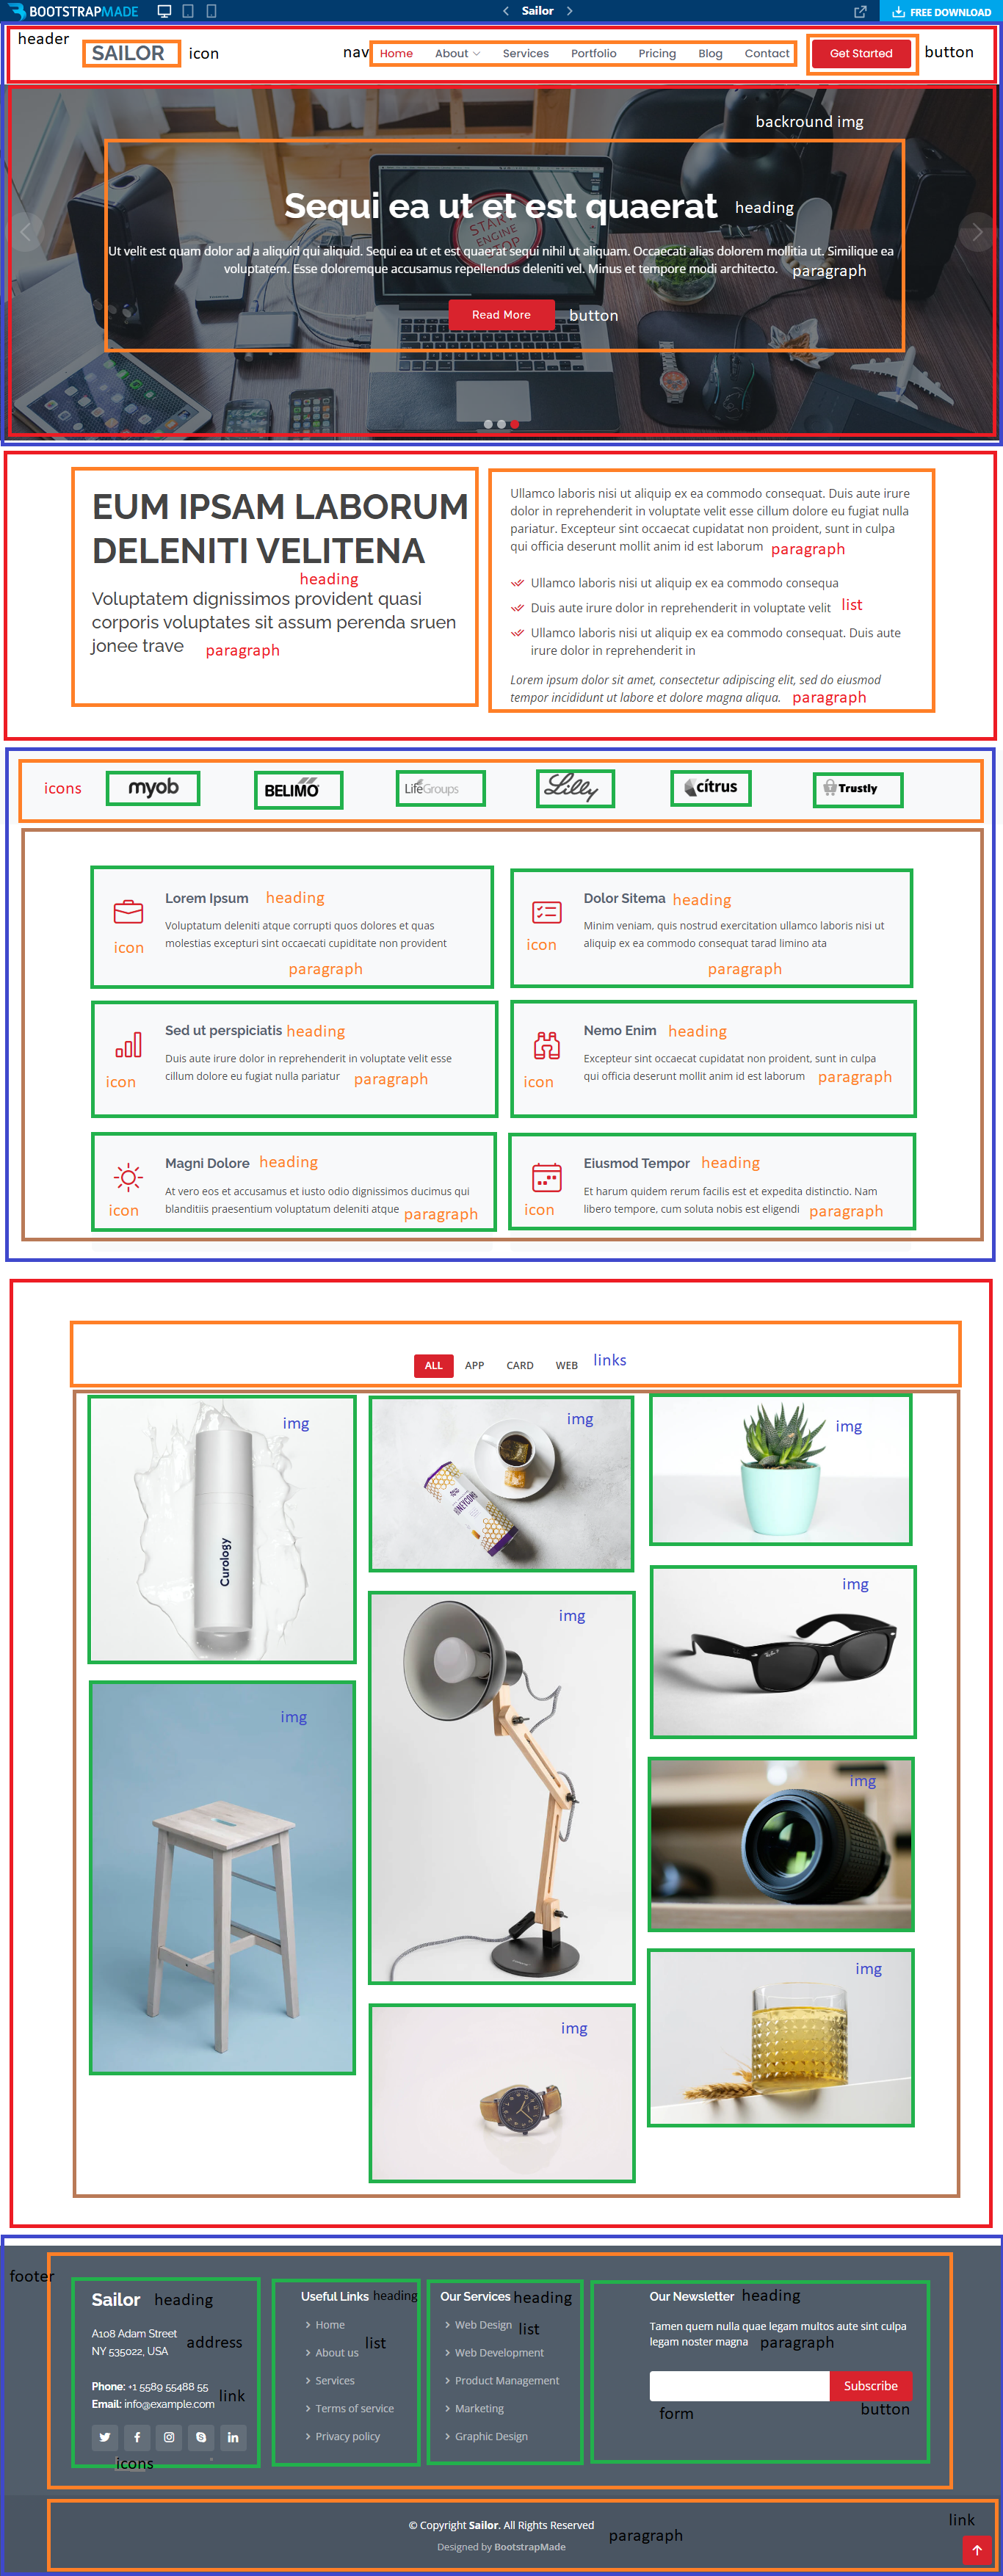 BOOTSTRAPMADE
Sailor
FREE DOWNLOAD
header
SAILOR
icon
nav
Home
About
Services
Portfolio
Pricing
Blog
Contact
Get Started
button
backround img
Sequi ea ut et est quaerat
heading
START
ENGINE
STOP
Ut velit est quam dolor ad a aliquid qui aliquid. Sequi ea ut et est quaerat sequi nihil ut aliquam. Occaecati alias dolorem mollitia ut. Similique ea
voluptatem. Esse doloremque accusamus repellendus deleniti vel. Minus et tempore modi architecto.
paragraph
Read More
button
EUM IPSAM LABORUM
DELENITI VELITENA
heading
Voluptatem dignissimos provident quasi
corporis voluptates sit assum perenda sruen
jonee trave
paragraph
Ullamco laboris nisi ut aliquip ex ea commodo consequat. Duis aute irure
dolor in reprehenderit in voluptate velit esse cillum dolore eu fugiat nulla
pariatur. Excepteur sint occaecat cupidatat non proident, sunt in culpa
qui officia deserunt mollit anim id est laborum
paragraph
Ullamco laboris nisi ut aliquip ex ea commodo consequa
Duis aute irure dolor in reprehenderit in voluptate velit
list
Ullamco laboris nisi ut aliquip ex ea commodo consequat. Duis aute
irure dolor in reprehenderit in
Lorem ipsum dolor sit amet, consectetur adipiscing elit, sed do eiusmod
tempor incididunt ut labore et dolore magna aliqua.
paragraph
icons
myob
BELIMO
LifeGroups
Lilly
citrus
Trustly
Lorem Ipsum
heading
Voluptatum deleniti atque corrupti quos dolores et quas
molestias excepturi sint occaecati cupiditate non provident
icon
paragraph
Dolor Sitema
heading
Minim veniam, quis nostrud exercitation ullamco laboris nisi ut
aliquip ex ea commodo consequat tarad limino ata
icon
paragraph
Sed ut perspiciatis
heading
Duis aute irure dolor in reprehenderit in voluptate velit esse
cillum dolore eu fugiat nulla pariatur
icon
paragraph
Nemo Enim
heading
Excepteur sint occaecat cupidatat non proident, sunt in culpa
qui officia deserunt mollit anim id est laborum
icon
paragraph
Magni Dolore
heading
At vero eos et accusamus et iusto odio dignissimos ducimus qui
blanditiis praesentium voluptatum deleniti atque
icon
paragraph
Eiusmod Tempor
heading
Et harum quidem rerum facilis est et expedita distinctio. Nam
libero tempore, cum soluta nobis est eligendi
icon
paragraph
ALL
APP
CARD
WEB
links
img
Curology
img
HONEYCOMB
img
img
img
img
img
img
img
footer
Sailor
heading
A108 Adam Street
NY 535022, USA
address
Phone: +1 5589 55488 55
Email: info@example.com
link
icons
Useful Links
heading
Home
About us
Services
Terms of service
Privacy policy
list
Our Services
heading
Web Design
list
Web Development
Product Management
Marketing
Graphic Design
Our Newsletter
heading
Tamen quem nulla quae legam multos aute sint culpa
legam noster magna
paragraph
Subscribe
form
button
© Copyright Sailor. All Rights Reserved
Designed by BootstrapMade
paragraph
link